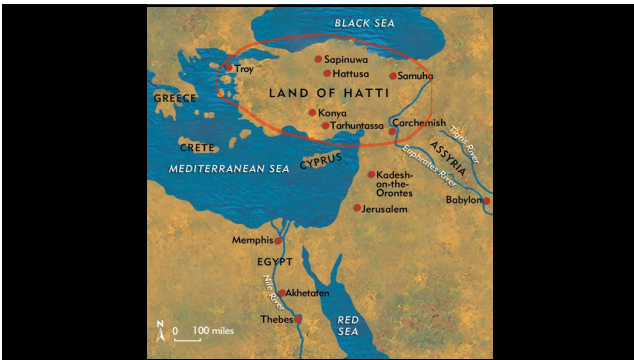 BLACK SEA
Sapinuwa
Troy
Hattusa
Samuha
LAND OF HATTI
GREECE
Konya
Tarhuntassa
Carchemish
Tigris River
CRETE
ASSYRIA
CYPRUS
MEDITERRANEAN SEA
Euphrates River
Kadesh-
on-the-
Orontes
Babylon
Jerusalem
Memphis
EGYPT
Nile River
Akhetaten
Thebes
RED
SEA
N
0 100 miles